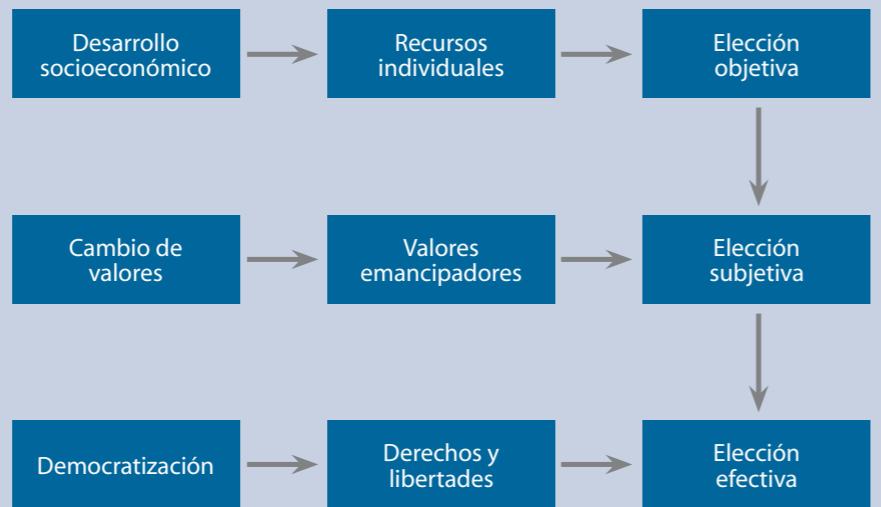 Desarrollo
socioeconómico
Recursos
individuales
Elección
objetiva
Cambio de
valores
Valores
emancipadores
Elección
subjetiva
Democratización
Derechos y
libertades
Elección
efectiva